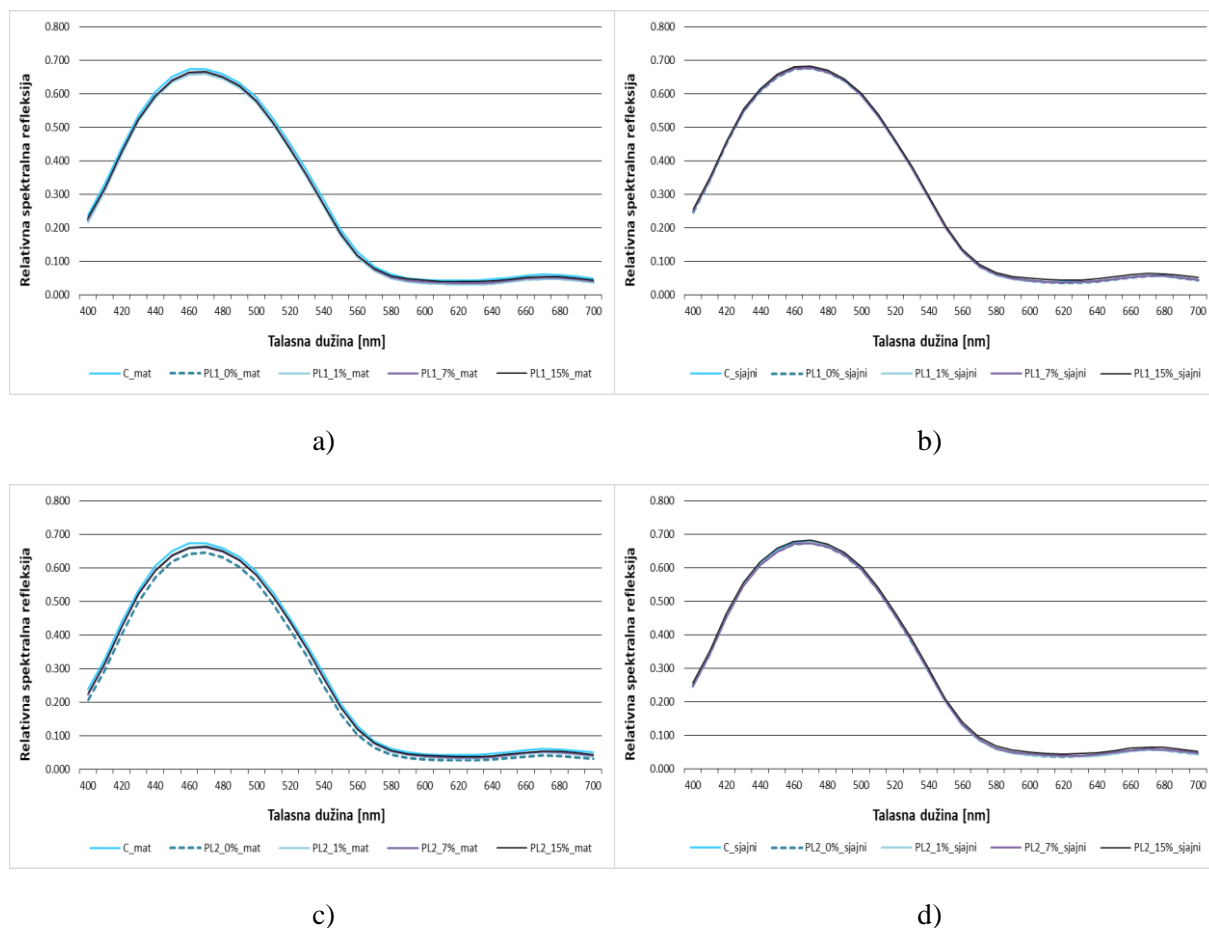 Relativna spektralna refleksija
0.800
0.700
0.600
0.500
0.400
0.300
0.200
0.100
0.000
400 420 440 460 480 500 520 540 560 580 600 620 640 660 680 700
Talasna dužina [nm]
C_mat PL1_0%_mat PL1_1%_mat PL1_7%_mat PL1_15%_mat
Relativna spektralna refleksija
0.800
0.700
0.600
0.500
0.400
0.300
0.200
0.100
0.000
400 420 440 460 480 500 520 540 560 580 600 620 640 660 680 700
Talasna dužina [nm]
C_sjajni PL1_0%_sjajni PL1_1%_sjajni PL1_7%_sjajni PL1_15%_sjajni
a)
b)
Relativna spektralna refleksija
0.800
0.700
0.600
0.500
0.400
0.300
0.200
0.100
0.000
400 420 440 460 480 500 520 540 560 580 600 620 640 660 680 700
Talasna dužina [nm]
C_mat PL2_0%_mat PL2_1%_mat PL2_7%_mat PL2_15%_mat
Relativna spektralna refleksija
0.800
0.700
0.600
0.500
0.400
0.300
0.200
0.100
0.000
400 420 440 460 480 500 520 540 560 580 600 620 640 660 680 700
Talasna dužina [nm]
C_sjajni PL2_0%_sjajni PL2_1%_sjajni PL2_7%_sjajni PL2_15%_sjajni
c)
d)